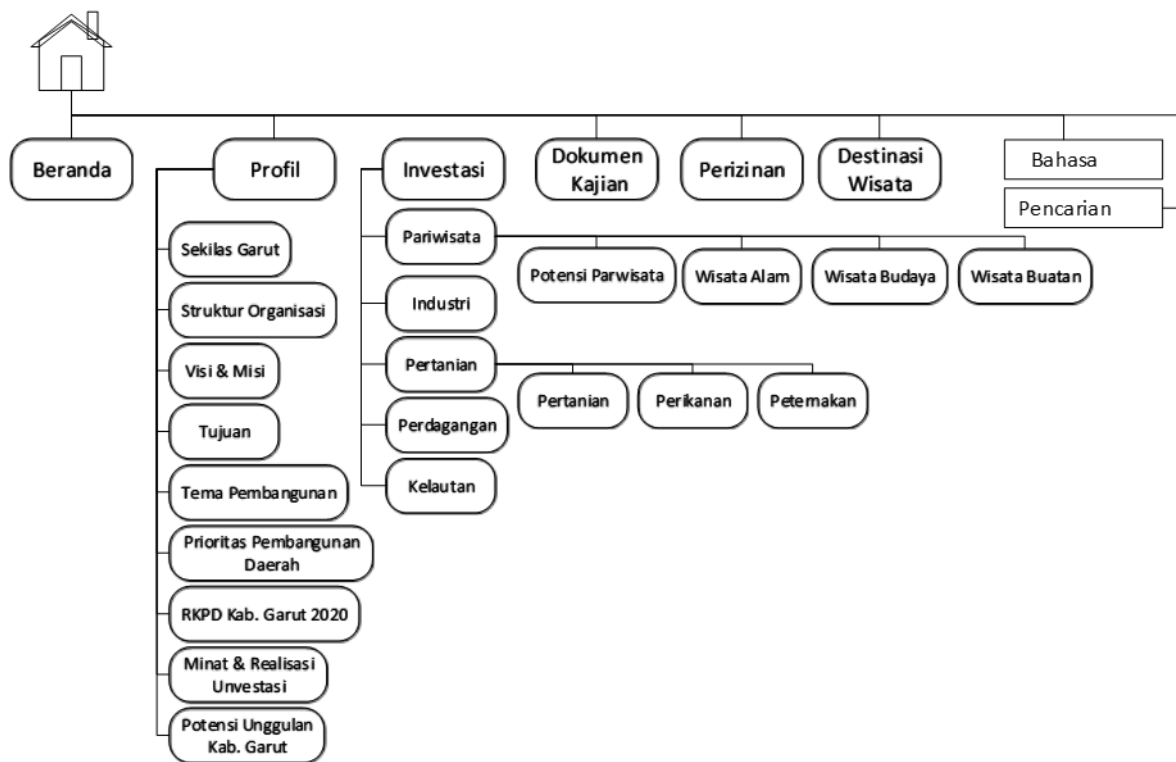 Beranda
Profil
Investasi
Dokumen
Kajian
Perizinan
Destinasi
Wisata
Bahasa
Pencarian
Sekilas Garut
Struktur Organisasi
Visi & Misi
Tujuan
Tema Pembangunan
Prioritas Pembangunan
Daerah
RKPD Kab. Garut 2020
Minat & Realisasi
Unvestasi
Potensi Unggulan
Kab. Garut
Pariwisata
Potensi Parwisata
Wisata Alam
Wisata Budaya
Wisata Buatan
Industri
Pertanian
Pertanian
Perikanan
Peternakan
Perdagangan
Kelautan